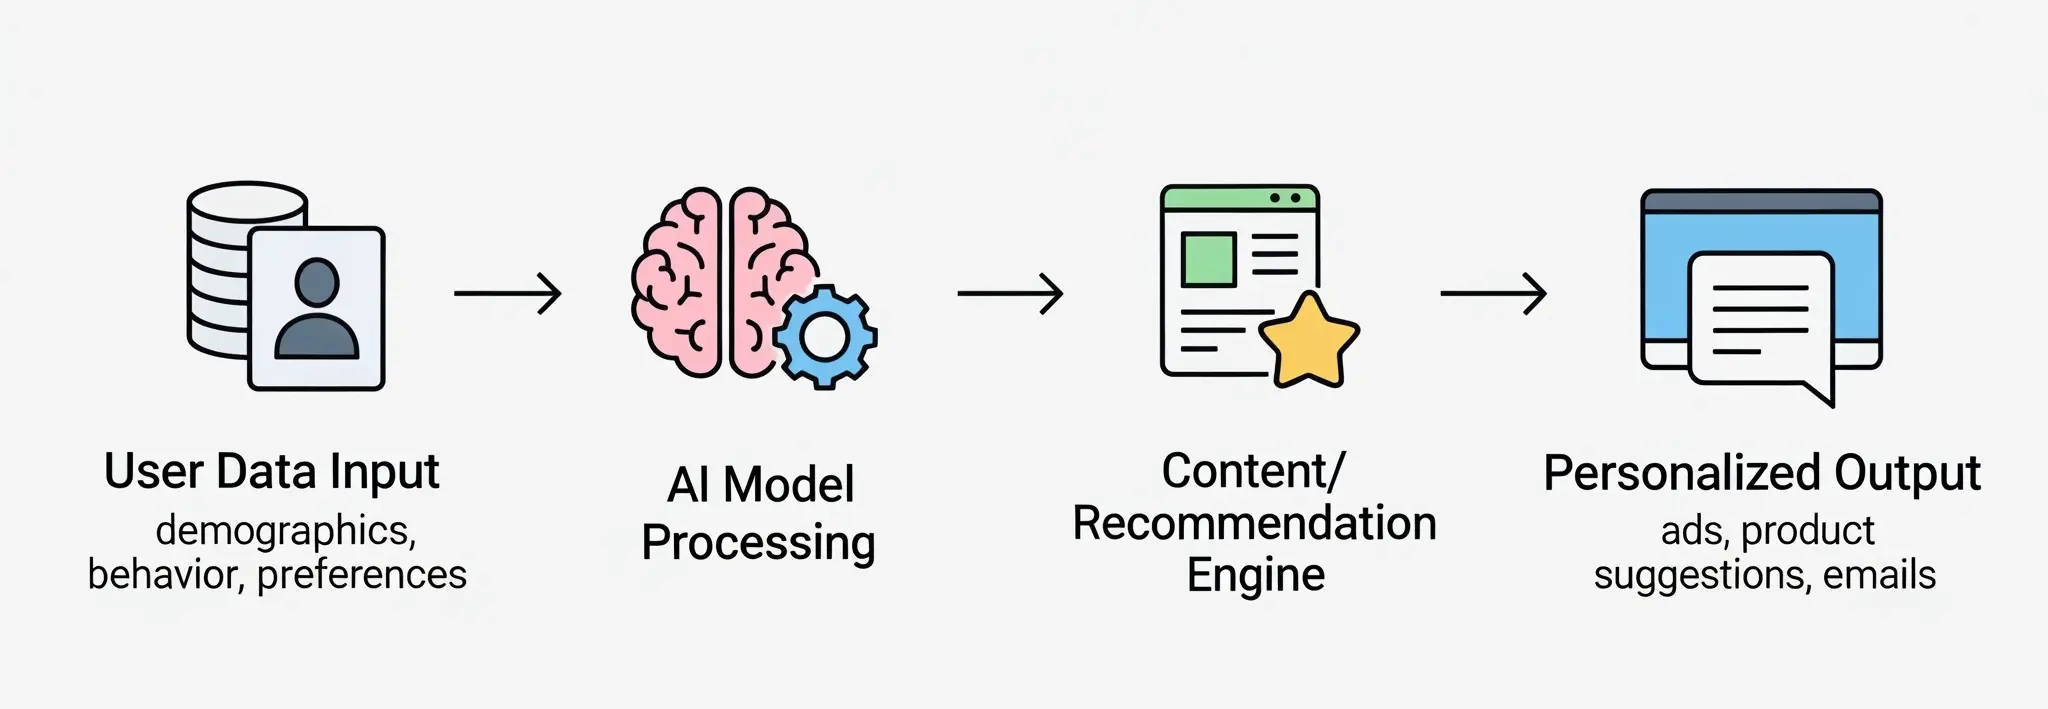 User Data Input
demographics,
behavior, preferences
AI Model
Processing
Content/
Recommendation
Engine
Personalized Output
ads, product
suggestions, emails